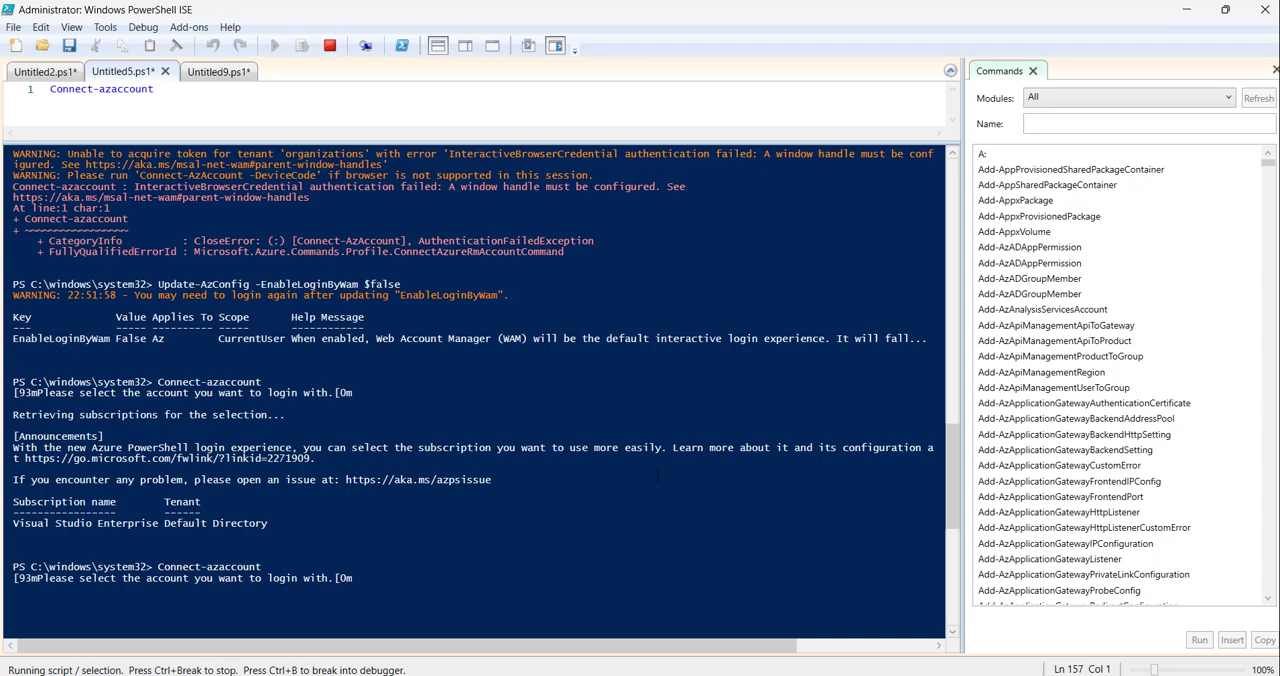 Administrator: Windows PowerShell ISE
File Edit View Tools Debug Add-ons Help
Untitled2.ps1* Untitled5.ps1* X Untitled9.ps1*
1 Connect-azaccount
WARNING: Unable to acquire token for tenant 'organizations' with error 'InteractiveBrowserCredential authentication failed: A window handle must be conf
igured. See https://aka.ms/msal-net-wam#parent-window-handles'
WARNING: Please run 'Connect-AzAccount -DeviceCode' if browser is not supported in this session.
Connect-azaccount : InteractiveBrowserCredential authentication failed: A window handle must be configured. See
https://aka.ms/msal-net-wam#parent-window-handles
At line:1 char:1
+ Connect-azaccount
+ ~~~~~~~~~~~~~~~~~
+ CategoryInfo : CloseError: (:) [Connect-AzAccount], AuthenticationFailedException
+ FullyQualifiedErrorId : Microsoft.Azure.Commands.Profile.ConnectAzureRmAccountCommand
PS C:\windows\system32> Update-AzConfig -EnableLoginByWam $false
WARNING: 22:51:58 - You may need to login again after updating "EnableLoginByWam".
Key Value Applies To Scope Help Message
--- ----- ---------- ----- ------------
EnableLoginByWam False Az CurrentUser When enabled, Web Account Manager (WAM) will be the default interactive login experience. It will fall...
PS C:\windows\system32> Connect-azaccount
[93mPlease select the account you want to login with.[0m
Retrieving subscriptions for the selection...
[Announcements]
With the new Azure PowerShell login experience, you can select the subscription you want to use more easily. Learn more about it and its configuration a
t https://go.microsoft.com/fwlink/?linkid=2271909.
If you encounter any problem, please open an issue at: https://aka.ms/azpsissue
Subscription name Tenant
----------------- ------
Visual Studio Enterprise Default Directory
PS C:\windows\system32> Connect-azaccount
[93mPlease select the account you want to login with.[0m
Commands X
Modules: All Refresh
Name:
A:
Add-AppProvisionedSharedPackageContainer
Add-AppSharedPackageContainer
Add-AppxPackage
Add-AppxProvisionedPackage
Add-AppxVolume
Add-AzADAppPermission
Add-AzADAppPermission
Add-AzADGroupMember
Add-AzADGroupMember
Add-AzAnalysisServicesAccount
Add-AzApiManagementApiToGateway
Add-AzApiManagementApiToProduct
Add-AzApiManagementProductToGroup
Add-AzApiManagementRegion
Add-AzApiManagementUserToGroup
Add-AzApplicationGatewayAuthenticationCertificate
Add-AzApplicationGatewayBackendAddressPool
Add-AzApplicationGatewayBackendHttpSetting
Add-AzApplicationGatewayBackendSetting
Add-AzApplicationGatewayCustomError
Add-AzApplicationGatewayFrontendIPConfig
Add-AzApplicationGatewayFrontendPort
Add-AzApplicationGatewayHttpListener
Add-AzApplicationGatewayHttpListenerCustomError
Add-AzApplicationGatewayIPConfiguration
Add-AzApplicationGatewayListener
Add-AzApplicationGatewayPrivateLinkConfiguration
Add-AzApplicationGatewayProbeConfig
Run Insert Copy
Running script / selection. Press Ctrl+Break to stop. Press Ctrl+B to break into debugger.
Ln 157 Col 1 100%